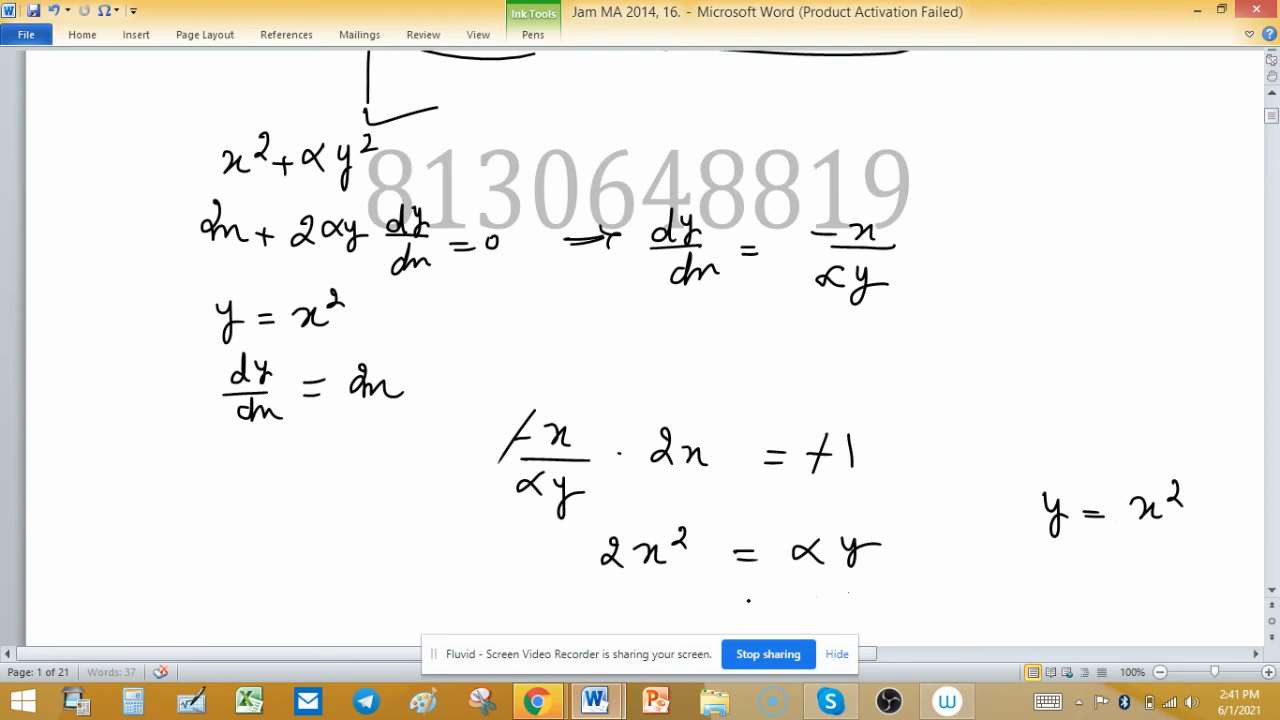 Ink Tools
Jam MA 2014, 16. - Microsoft Word (Product Activation Failed)
File Home Insert Page Layout References Mailings Review View Pens
x² + αy²
8130648819
2x + 2αy dy/dx = 0 → dy/dx = -x/αy
y = x²
dy/dx = 2x
-x/αy · 2x = -1
y = x²
2x² = αy
Fluvid - Screen Video Recorder is sharing your screen. Stop sharing Hide
Page: 1 of 21 Words: 37 100%
2:41 PM
6/1/2021